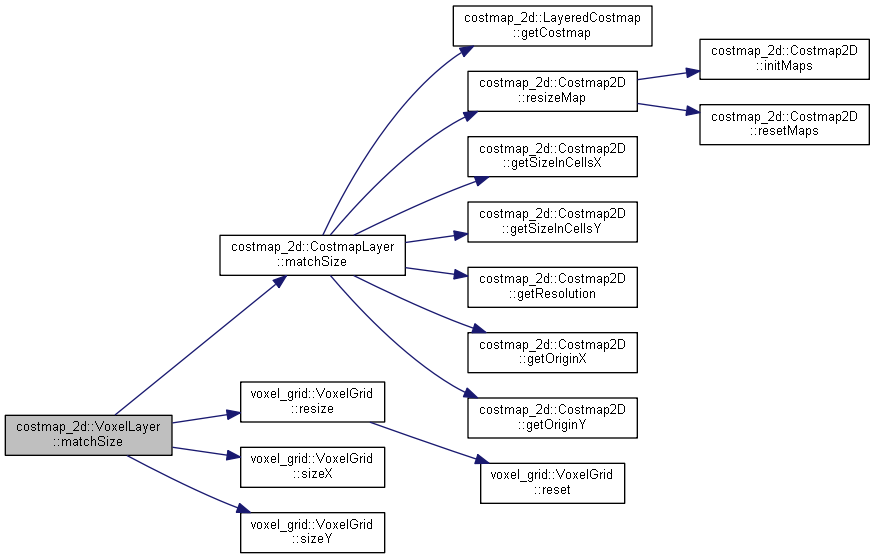 costmap_2d::LayeredCostmap
::getCostmap
costmap_2d::Costmap2D
::initMaps
costmap_2d::Costmap2D
::resizeMap
costmap_2d::Costmap2D
::resetMaps
costmap_2d::Costmap2D
::getSizeInCellsX
costmap_2d::Costmap2D
::getSizeInCellsY
costmap_2d::CostmapLayer
::matchSize
costmap_2d::Costmap2D
::getResolution
costmap_2d::Costmap2D
::getOriginX
voxel_grid::VoxelGrid
::resize
costmap_2d::Costmap2D
::getOriginY
costmap_2d::VoxelLayer
::matchSize
voxel_grid::VoxelGrid
::sizeX
voxel_grid::VoxelGrid
::reset
voxel_grid::VoxelGrid
::sizeY